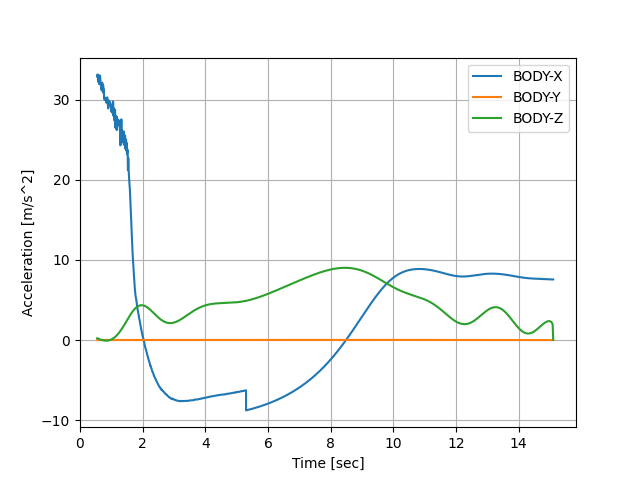 BODY-X
BODY-Y
BODY-Z
Acceleration [m/s^2]
30
20
10
0
−10
0 2 4 6 8 10 12 14
Time [sec]